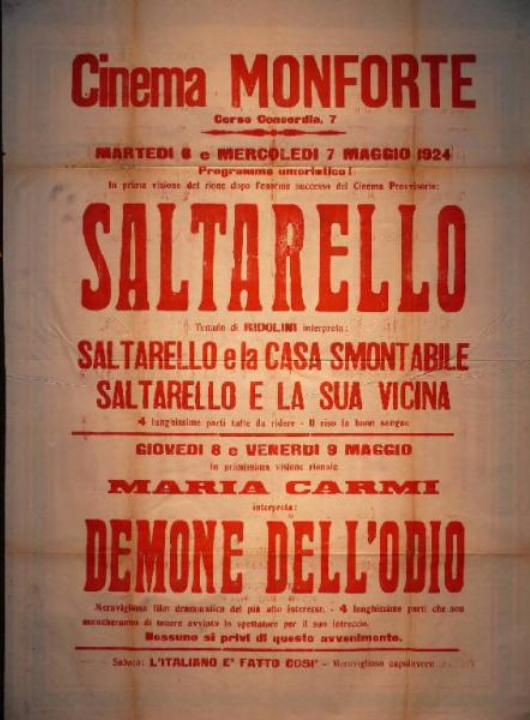 Cinema MONFORTE
Corso Concordia, 7
MARTEDI 6 e MERCOLEDI 7 MAGGIO 1924
Programma umoristico!
In prima visione del rione dopo l'enorme successo del Cinema Provvisorio:
SALTARELLO
l'emulo di RIDOLINI interpreta:
SALTARELLO e la CASA SMONTABILE
SALTARELLO E LA SUA VICINA
4 lunghissime parti tutte da ridere - Il riso fa buon sangue
GIOVEDI 8 e VENERDI 9 MAGGIO
In primissima visione rionale
MARIA CARMI
interpreta:
DEMONE DELL'ODIO
Meraviglioso film drammatico del più alto interesse. - 4 lunghissime parti che non
mancheranno di tenere avvinto lo spettatore per il suo intreccio.
Nessuno si privi di questo avvenimento.
Sabato: L'ITALIANO E' FATTO COSI' - Meraviglioso capolavoro